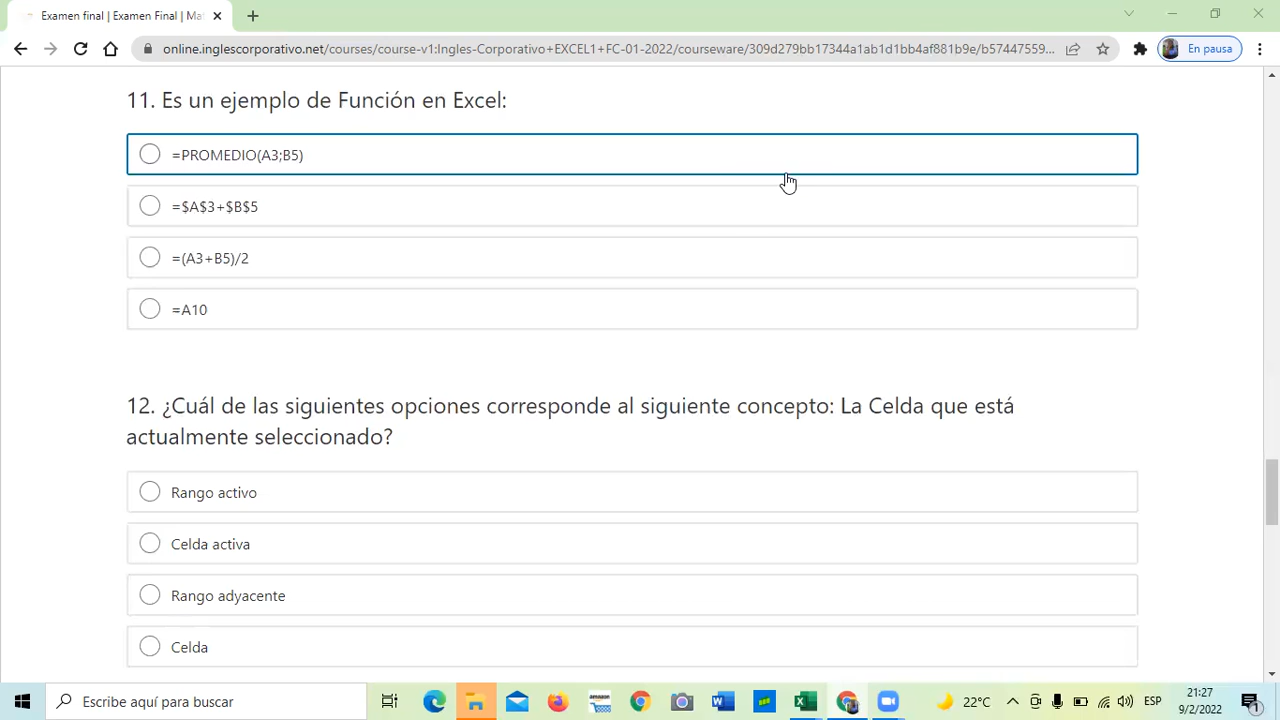 Examen final | Examen Final | Ma
online.inglescorporativo.net/courses/course-v1:Ingles-Corporativo+EXCEL1+FC-01-2022/courseware/309d279bb17344a1ab1d1bb4af881b9e/b57447559...
En pausa
11. Es un ejemplo de Función en Excel:
=PROMEDIO(A3;B5)
=$A$3+$B$5
=(A3+B5)/2
=A10
12. ¿Cuál de las siguientes opciones corresponde al siguiente concepto: La Celda que está
actualmente seleccionado?
Rango activo
Celda activa
Rango adyacente
Celda
Escribe aquí para buscar
22°C
ESP
21:27
9/2/2022